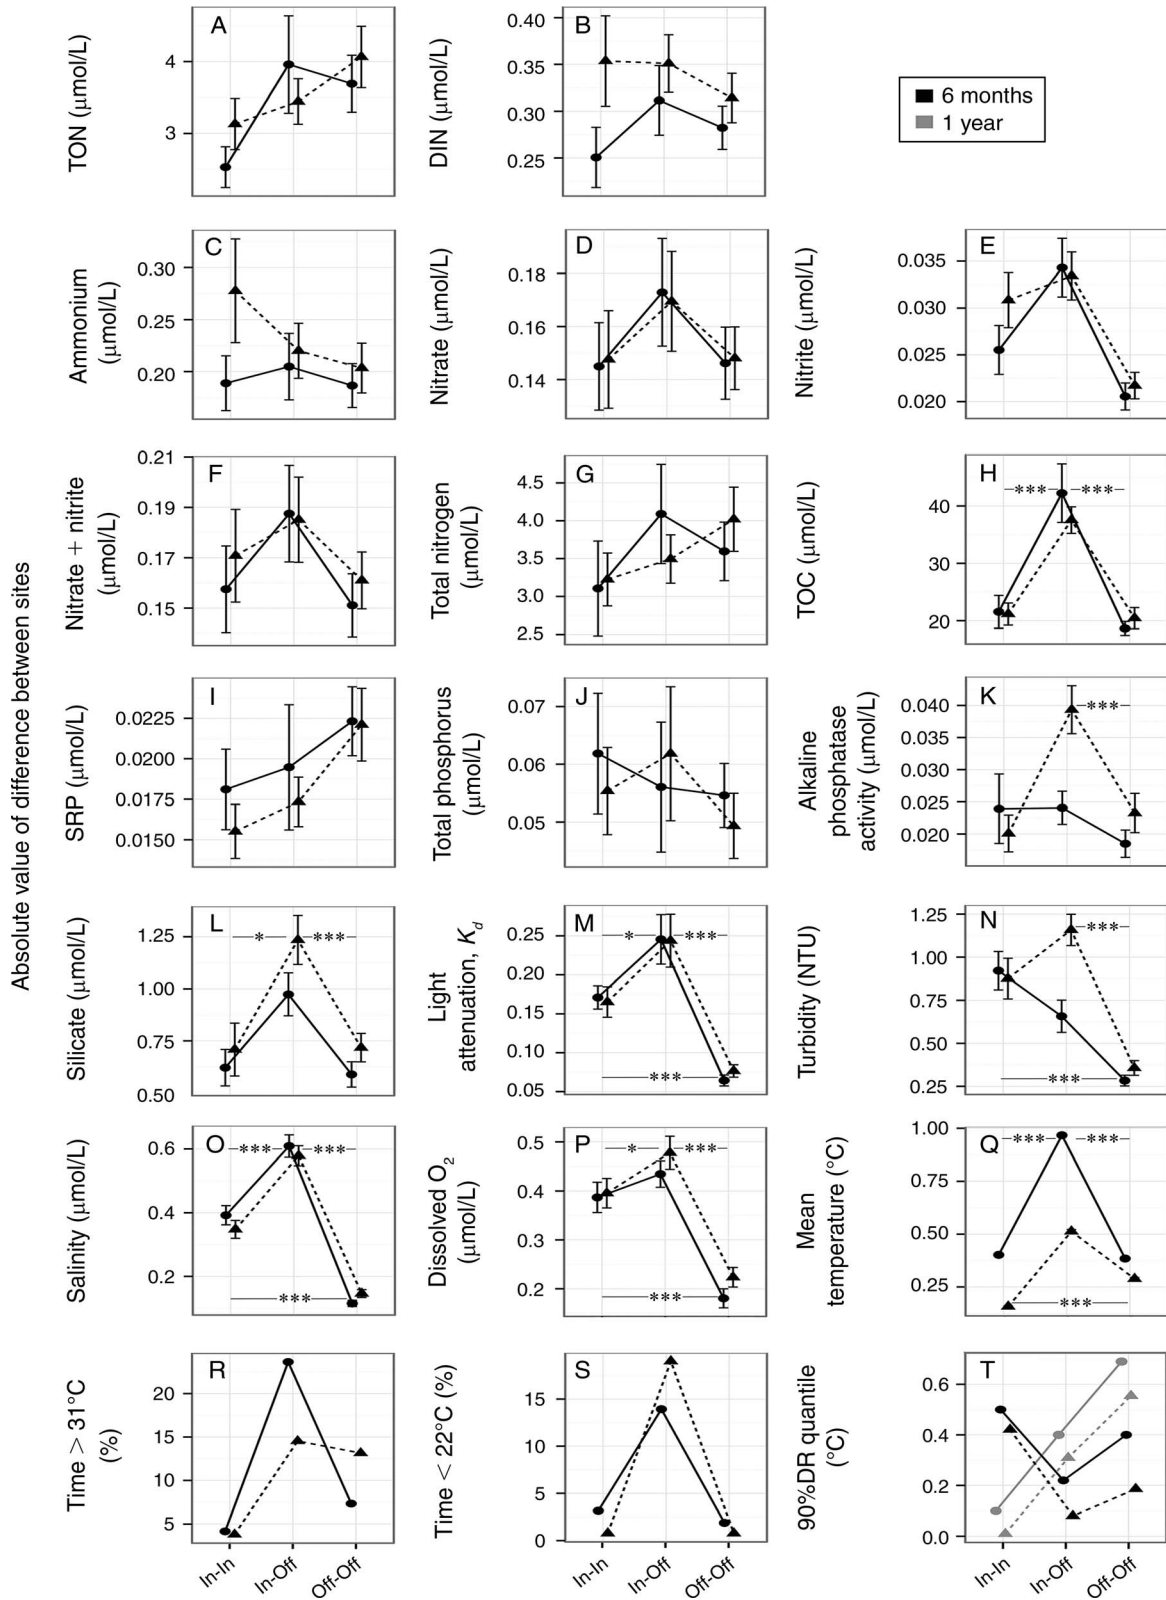 Absolute value of difference between sites
A
TON (μmol/L)
4
3
B
DIN (μmol/L)
0.40
0.35
0.30
0.25
6 months
1 year
C
Ammonium
(μmol/L)
0.30
0.25
0.20
D
Nitrate (μmol/L)
0.18
0.16
0.14
E
Nitrite (μmol/L)
0.035
0.030
0.025
0.020
F
Nitrate + nitrite
(μmol/L)
0.21
0.19
0.17
0.15
G
Total nitrogen
(μmol/L)
4.5
4.0
3.5
3.0
2.5
H
TOC (μmol/L)
40
30
20
*** ***
I
SRP (μmol/L)
0.0225
0.0200
0.0175
0.0150
J
Total phosphorus
(μmol/L)
0.07
0.06
0.05
K
Alkaline
phosphatase
activity (μmol/L)
0.040
0.035
0.025
0.020
***
L
Silicate (μmol/L)
1.25
1.00
0.75
0.50
* ***
M
Light
attenuation, K_d
0.25
0.20
0.15
0.10
0.05
* ***
***
N
Turbidity (NTU)
1.25
1.00
0.75
0.50
0.25
***
***
O
Salinity (μmol/L)
0.6
0.4
0.2
*** ***
***
P
Dissolved O₂
(μmol/L)
0.5
0.4
0.3
0.2
* ***
***
Q
Mean
temperature (°C)
1.00
0.75
0.50
0.25
*** ***
***
R
Time > 31°C
(%)
20
15
10
5
In-In
In-Off
Off-Off
S
Time < 22°C (%)
15
10
5
0
In-In
In-Off
Off-Off
T
90%DR quantile
(°C)
0.6
0.4
0.2
0.0
In-In
In-Off
Off-Off